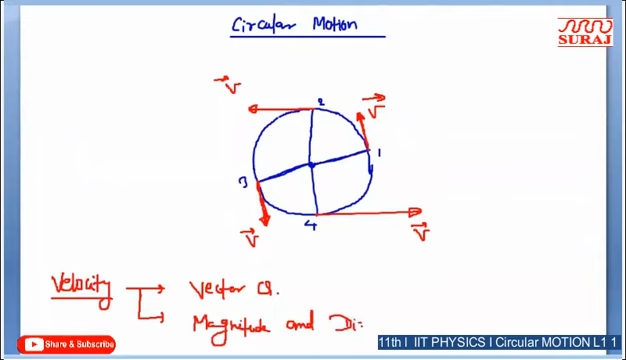 Circular Motion
SURAJ
2
V
V
1
3
4
V
V
Velocity → Vector Q.
→ Magnitude and Di
Share & Subscribe
11th I IIT PHYSICS I Circular MOTION L1 1